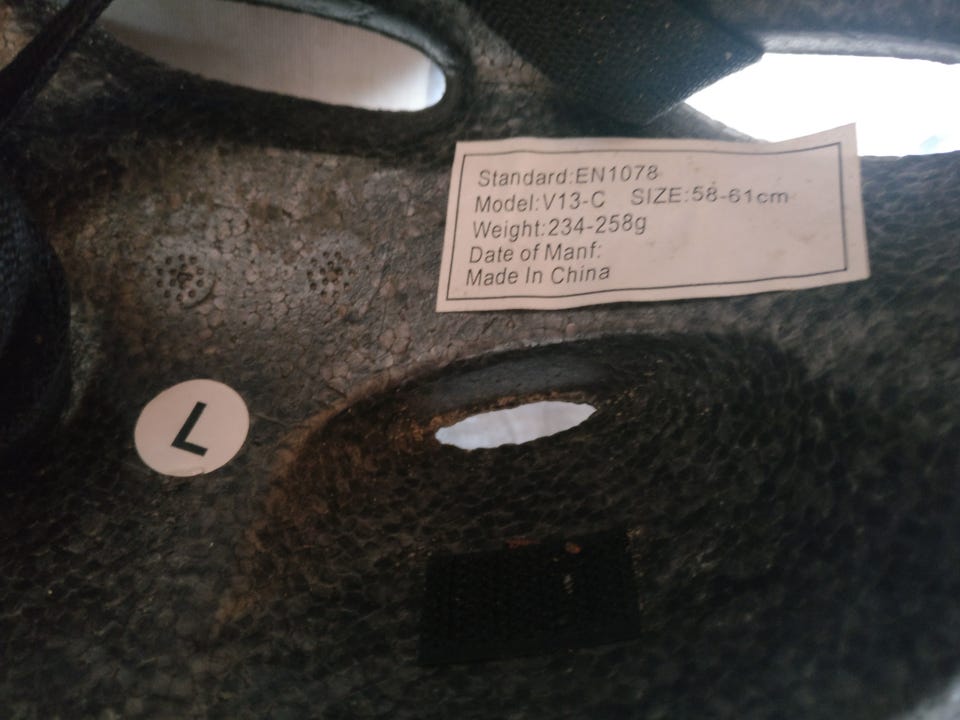 Standard:EN1078
Model:V13-C SIZE:58-61cm
Weight:234-258g
Date of Manf:
Made In China
L